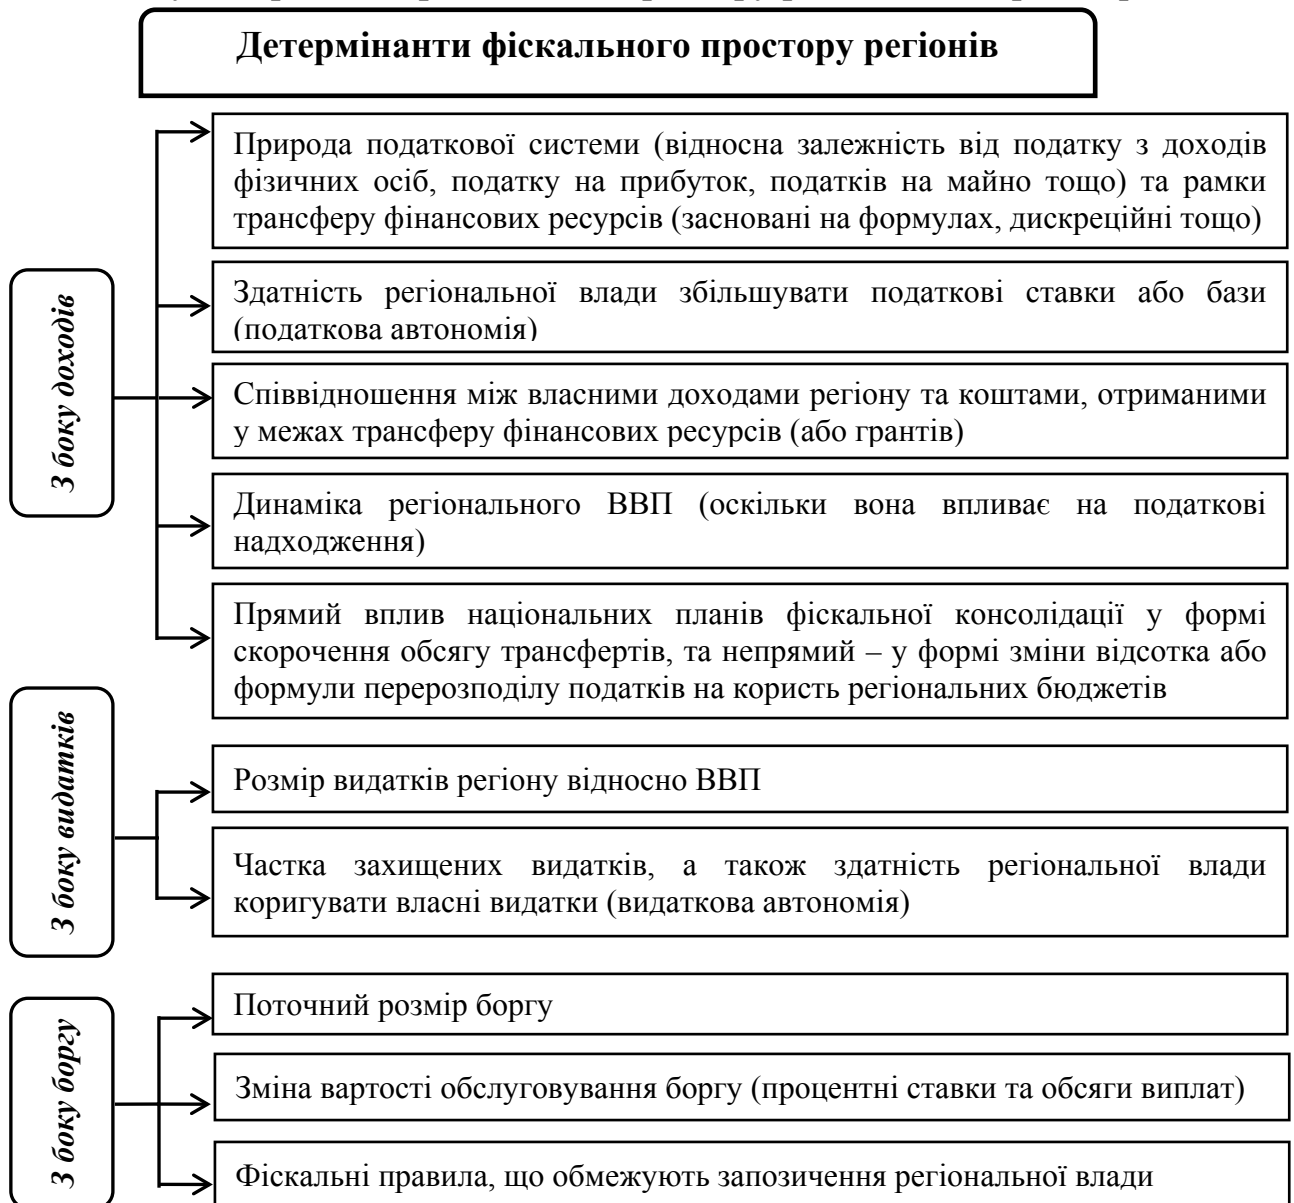 Детермінанти фіскального простору регіонів
Природа податкової системи (відносна залежність від податку з доходів
фізичних осіб, податку на прибуток, податків на майно тощо) та рамки
трансферу фінансових ресурсів (засновані на формулах, дискреційні тощо)
З боку доходів
Здатність регіональної влади збільшувати податкові ставки або бази
(податкова автономія)
Співвідношення між власними доходами регіону та коштами, отриманими
у межах трансферу фінансових ресурсів (або грантів)
Динаміка регіонального ВВП (оскільки вона впливає на податкові
надходження)
Прямий вплив національних планів фіскальної консолідації у формі
скорочення обсягу трансфертів, та непрямий – у формі зміни відсотка або
формули перерозподілу податків на користь регіональних бюджетів
З боку видатків
Розмір видатків регіону відносно ВВП
Частка захищених видатків, а також здатність регіональної влади
коригувати власні видатки (видаткова автономія)
З боку боргу
Поточний розмір боргу
Зміна вартості обслуговування боргу (процентні ставки та обсяги виплат)
Фіскальні правила, що обмежують запозичення регіональної влади